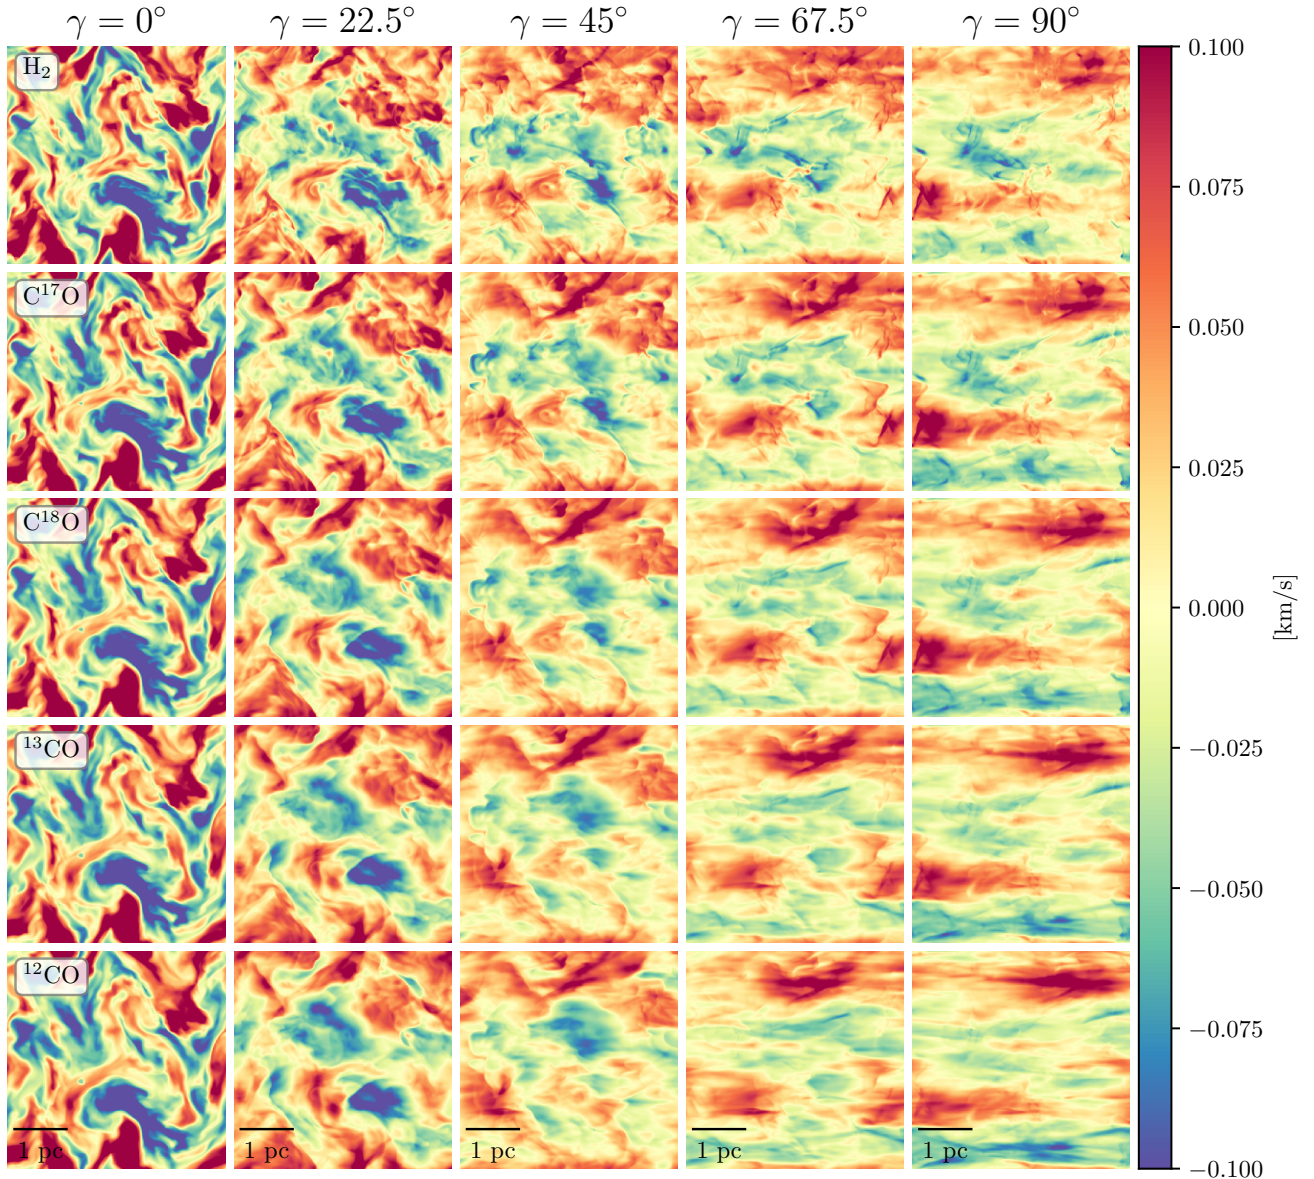 γ = 0° γ = 22.5° γ = 45° γ = 67.5° γ = 90°
H₂
C¹⁷O
C¹⁸O
¹³CO
¹²CO
1 pc 1 pc 1 pc 1 pc 1 pc
0.100
0.075
0.050
0.025
0.000
−0.025
−0.050
−0.075
−0.100
[km/s]